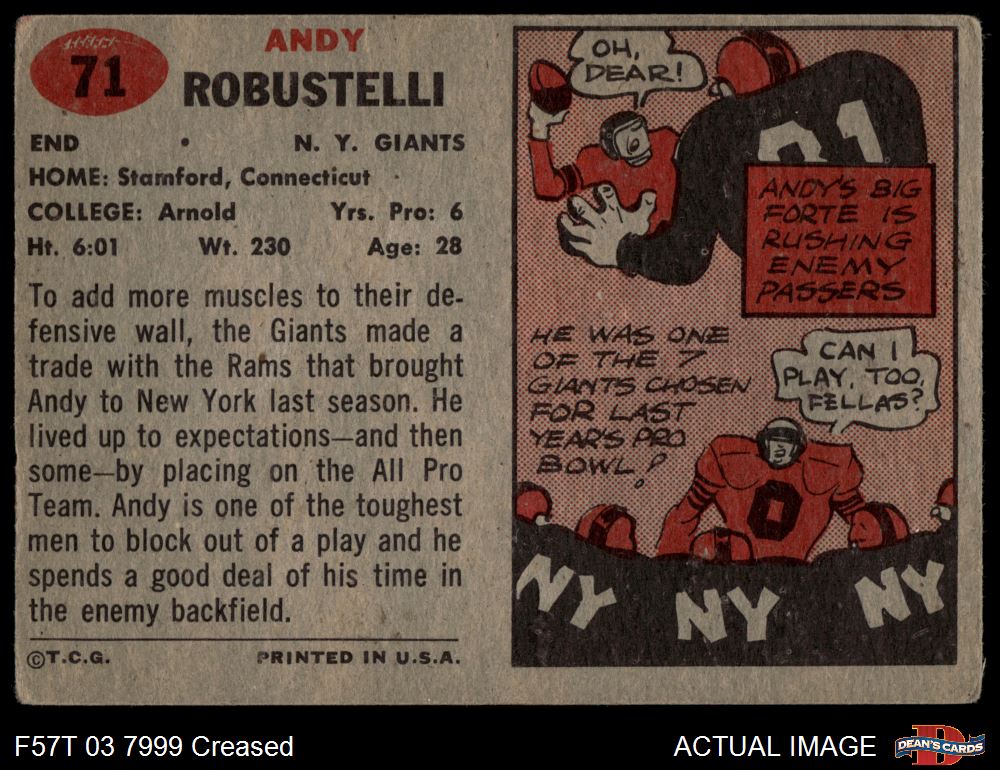 71
ANDY
ROBUSTELLI
END • N. Y. GIANTS
HOME: Stamford, Connecticut
COLLEGE: Arnold Yrs. Pro: 6
Ht. 6:01 Wt. 230 Age: 28
To add more muscles to their de-
fensive wall, the Giants made a
trade with the Rams that brought
Andy to New York last season. He
lived up to expectations—and then
some—by placing on the All Pro
Team. Andy is one of the toughest
men to block out of a play and he
spends a good deal of his time in
the enemy backfield.
©T.C.G. PRINTED IN U.S.A.
OH,
DEAR!
81
ANDY'S BIG
FORTE IS
RUSHING
ENEMY
PASSERS
HE WAS ONE
OF THE 7
GIANTS CHOSEN
FOR LAST
YEAR'S PRO
BOWL!
CAN I
PLAY, TOO,
FELLAS?
0
NY NY NY
F57T 03 7999 Creased
ACTUAL IMAGE
DEAN'S CARDS